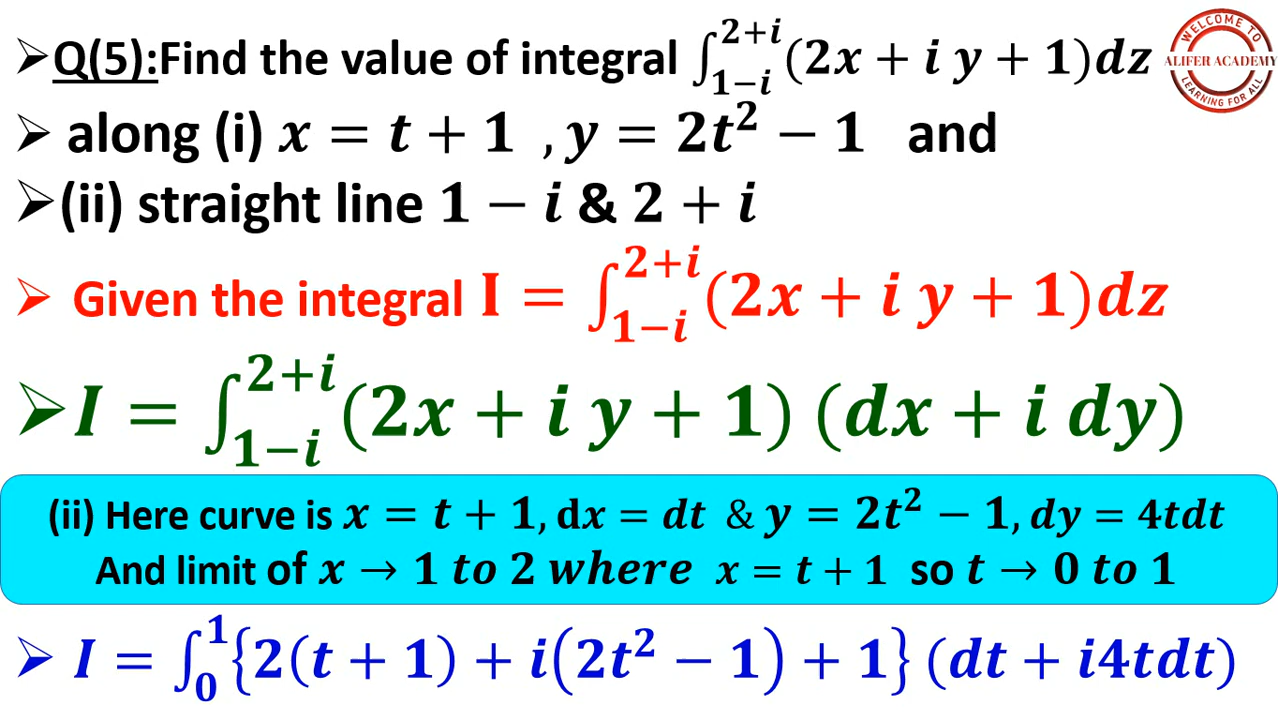 ➢Q(5):Find the value of integral ∫_{1−i}^{2+i}(2x + i y + 1)dz
WELCOME TO
ALIFER ACADEMY
LEARNING FOR ALL
➢ along (i) x = t + 1 , y = 2t² − 1 and
➢(ii) straight line 1 − i & 2 + i
➢ Given the integral I = ∫_{1−i}^{2+i}(2x + i y + 1)dz
➢I = ∫_{1−i}^{2+i}(2x + i y + 1) (dx + i dy)
(ii) Here curve is x = t + 1, dx = dt & y = 2t² − 1, dy = 4tdt
And limit of x → 1 to 2 where x = t + 1 so t → 0 to 1
➢ I = ∫_{0}^{1}{2(t + 1) + i(2t² − 1) + 1} (dt + i4tdt)